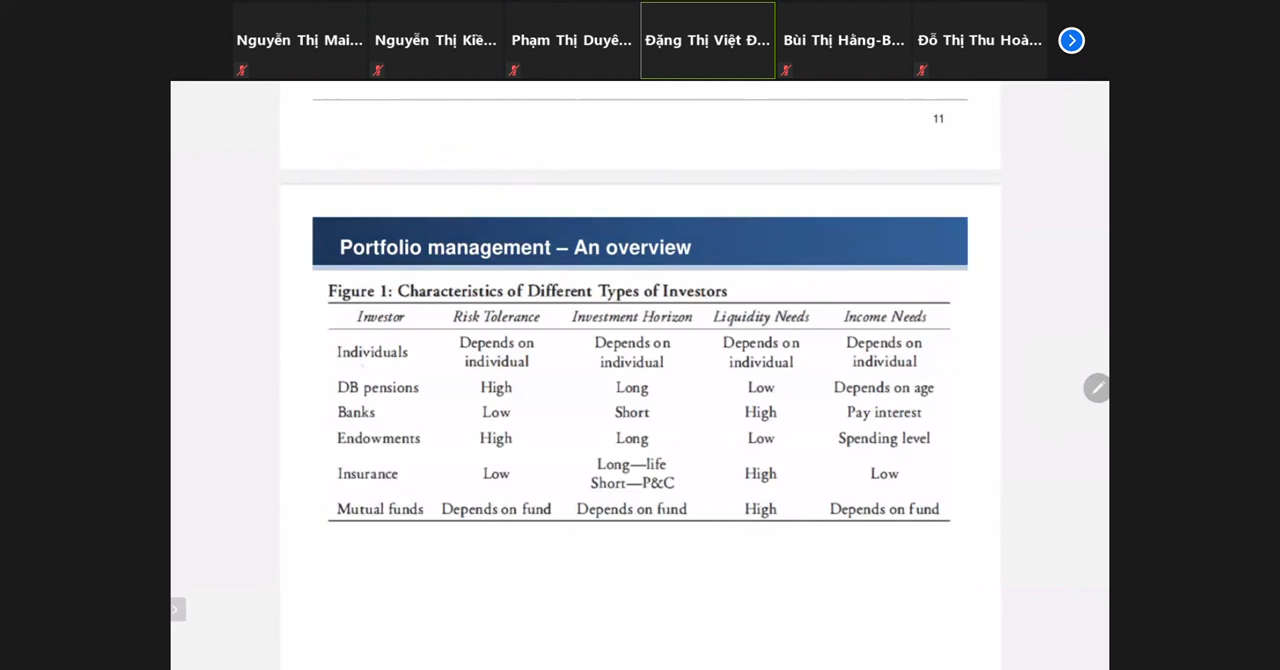 Nguyễn Thị Mai...
Nguyễn Thị Kiề...
Phạm Thị Duyê...
Đặng Thị Việt Đ...
Bùi Thị Hằng-B...
Đỗ Thị Thu Hoà...
11
Portfolio management – An overview
Figure 1: Characteristics of Different Types of Investors
Investor Risk Tolerance Investment Horizon Liquidity Needs Income Needs
Individuals Depends on individual Depends on individual Depends on individual Depends on individual
DB pensions High Long Low Depends on age
Banks Low Short High Pay interest
Endowments High Long Low Spending level
Insurance Low Long—life Short—P&C High Low
Mutual funds Depends on fund Depends on fund High Depends on fund